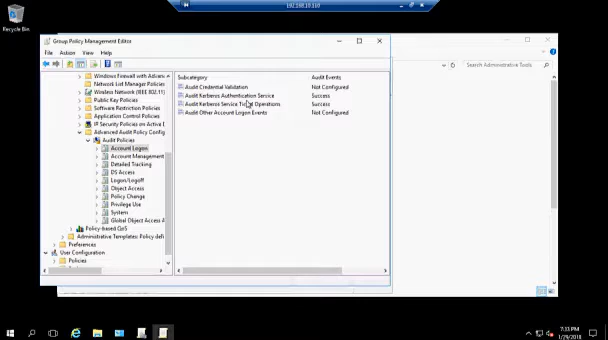 192.168.10.110
Recycle Bin
Group Policy Management Editor
File Action View Help
Search Administrative Tools
Windows Firewall with Advanc
Network List Manager Policies
Wireless Network (IEEE 802.11)
Public Key Policies
Software Restriction Policies
Application Control Policies
IP Security Policies on Active D
Advanced Audit Policy Config
Audit Policies
Account Logon
Account Management
Detailed Tracking
DS Access
Logon/Logoff
Object Access
Policy Change
Privilege Use
System
Global Object Access A
Policy-based QoS
Administrative Templates: Policy defi
Preferences
User Configuration
Policies
Subcategory Audit Events
Audit Credential Validation Not Configured
Audit Kerberos Authentication Service Success
Audit Kerberos Service Ticket Operations Success
Audit Other Account Logon Events Not Configured
7:33 PM
1/29/2018